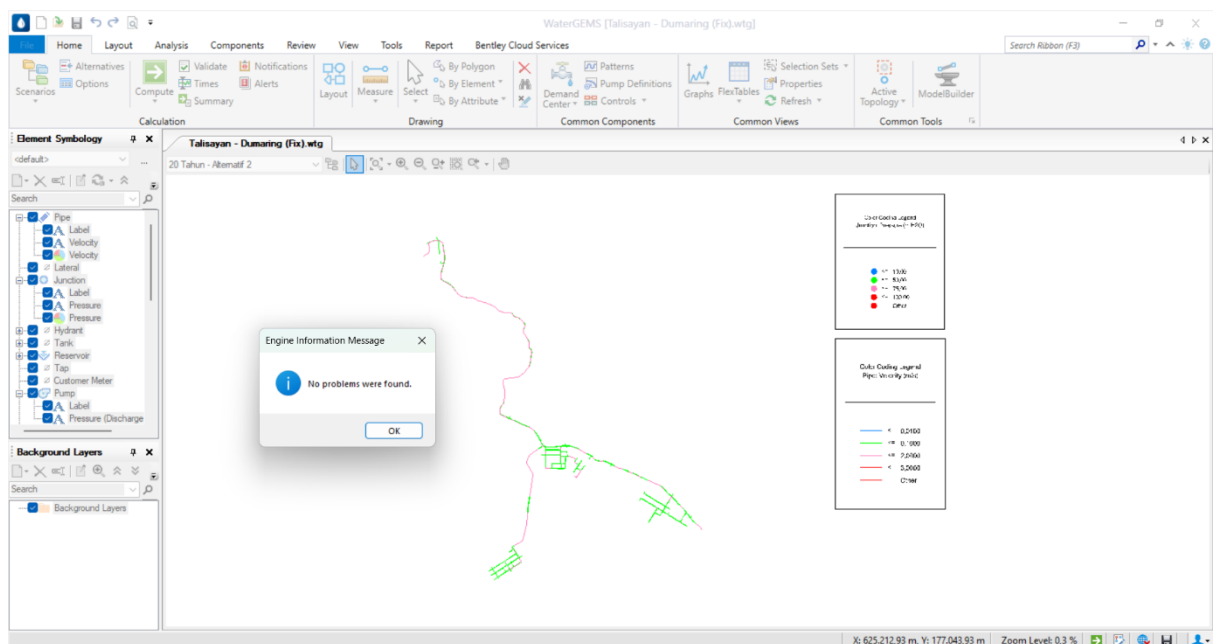 WaterGEMS [Talisayan - Dumaring (Fix).wtg]
File Home Layout Analysis Components Review View Tools Report Bentley Cloud Services
Search Ribbon (F3)
Scenarios
Alternatives
Options
Compute
Validate
Times
Summary
Notifications
Alerts
Calculation
Layout
Measure
Select
By Polygon
By Element
By Attribute
Drawing
Demand Center
Patterns
Pump Definitions
Controls
Common Components
Graphs
FlexTables
Selection Sets
Properties
Refresh
Common Views
Active Topology
ModelBuilder
Common Tools
Element Symbology
<default>
...
Search
Pipe
Label
Velocity
Velocity
Lateral
Junction
Label
Pressure
Pressure
Hydrant
Tank
Reservoir
Tap
Customer Meter
Pump
Label
Pressure (Discharge
Background Layers
Search
Background Layers
Talisayan - Dumaring (Fix).wtg
20 Tahun - Alternatif 2
Engine Information Message
No problems were found.
OK
Color Coding Legend
Color Coding Legend
Other
Other
X: 625.212,93 m, Y: 177.043,93 m
Zoom Level: 0.3 %